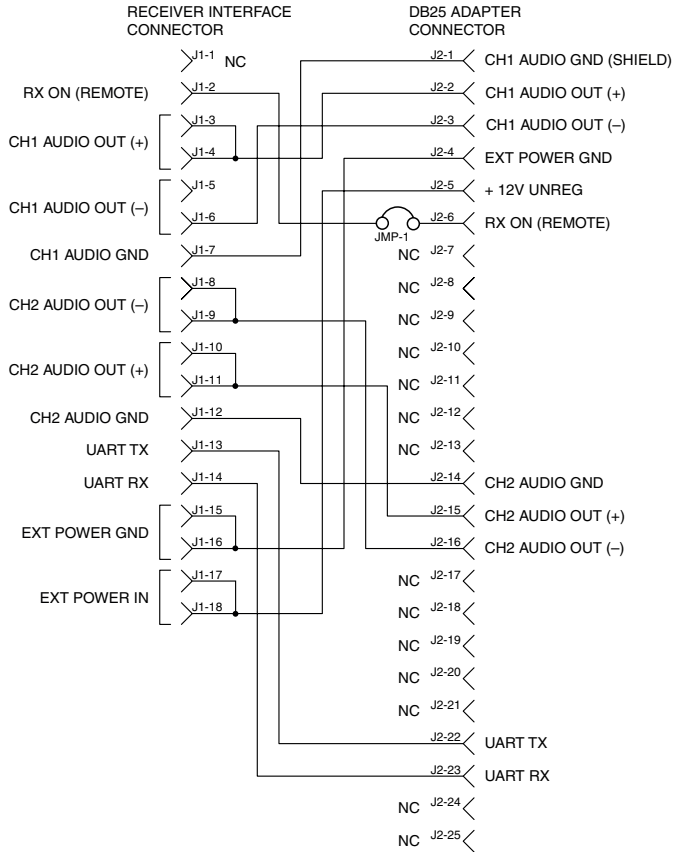 RECEIVER INTERFACE
CONNECTOR
DB25 ADAPTER
CONNECTOR
J1-1 NC
RX ON (REMOTE) J1-2
CH1 AUDIO OUT (+)
J1-3
J1-4
CH1 AUDIO OUT (–)
J1-5
J1-6
CH1 AUDIO GND J1-7
CH2 AUDIO OUT (–)
J1-8
J1-9
CH2 AUDIO OUT (+)
J1-10
J1-11
CH2 AUDIO GND J1-12
UART TX J1-13
UART RX J1-14
EXT POWER GND
J1-15
J1-16
EXT POWER IN
J1-17
J1-18
J2-1 CH1 AUDIO GND (SHIELD)
J2-2 CH1 AUDIO OUT (+)
J2-3 CH1 AUDIO OUT (–)
J2-4 EXT POWER GND
J2-5 + 12V UNREG
JMP-1
J2-6 RX ON (REMOTE)
NC J2-7
NC J2-8
NC J2-9
NC J2-10
NC J2-11
NC J2-12
NC J2-13
J2-14 CH2 AUDIO GND
J2-15 CH2 AUDIO OUT (+)
J2-16 CH2 AUDIO OUT (–)
NC J2-17
NC J2-18
NC J2-19
NC J2-20
NC J2-21
J2-22 UART TX
J2-23 UART RX
NC J2-24
NC J2-25